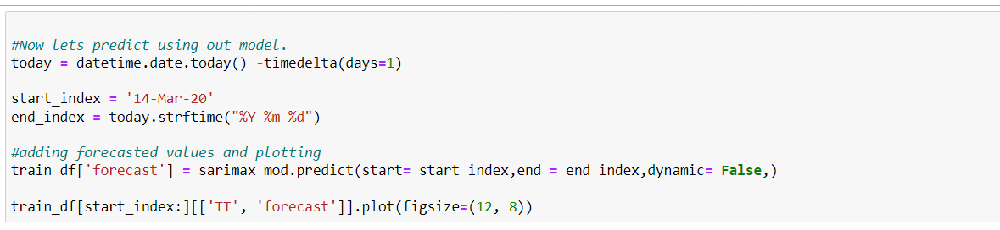 #Now lets predict using out model.
today = datetime.date.today() -timedelta(days=1)
start_index = '14-Mar-20'
end_index = today.strftime("%Y-%m-%d")
#adding forecasted values and plotting
train_df['forecast'] = sarimax_mod.predict(start= start_index,end = end_index,dynamic= False,)
train_df[start_index:][['TT', 'forecast']].plot(figsize=(12, 8))